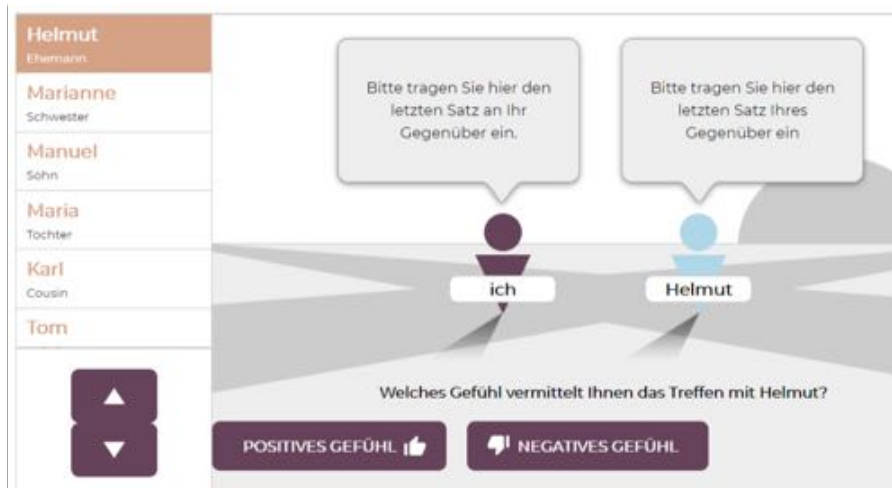 Helmut
Ehemann
Marianne
Schwester
Manuel
Sohn
Maria
Tochter
Karl
Cousin
Tom
Bitte tragen Sie hier den
letzten Satz an Ihr
Gegenüber ein.
Bitte tragen Sie hier den
letzten Satz Ihres
Gegenüber ein
ich
Helmut
Welches Gefühl vermittelt Ihnen das Treffen mit Helmut?
POSITIVES GEFÜHL
NEGATIVES GEFÜHL